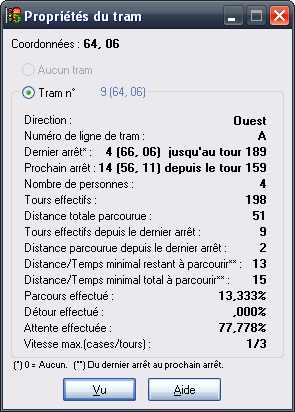 Propriétés du tram
Coordonnées : 64, 06
Aucun tram
Tram n° 9 (64, 06)
Direction : Ouest
Numéro de ligne de tram : A
Dernier arrêt* : 4 (66, 06) jusqu'au tour 189
Prochain arrêt : 14 (56, 11) depuis le tour 159
Nombre de personnes : 4
Tours effectifs : 198
Distance totale parcourue : 51
Tours effectifs depuis le dernier arrêt : 9
Distance parcourue depuis le dernier arrêt : 2
Distance/Temps minimal restant à parcourir** : 13
Distance/Temps minimal total à parcourir** : 15
Parcours effectué : 13,333%
Détour effectué : ,000%
Attente effectuée : 77,778%
Vitesse max.(cases/tours) : 1/3
(*) 0 = Aucun. (**) Du dernier arrêt au prochain arrêt.
Vu Aide